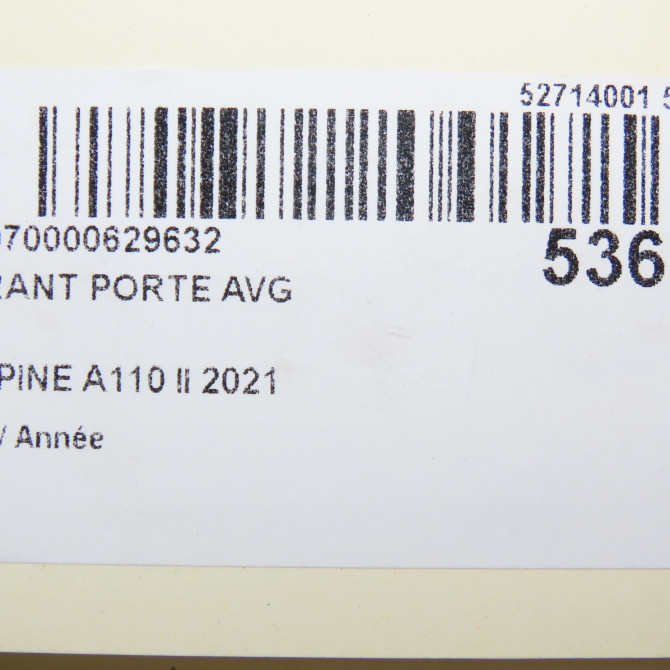 52714001 5
070000629632
536
RANT PORTE AVG
PINE A110 II 2021
/ Année